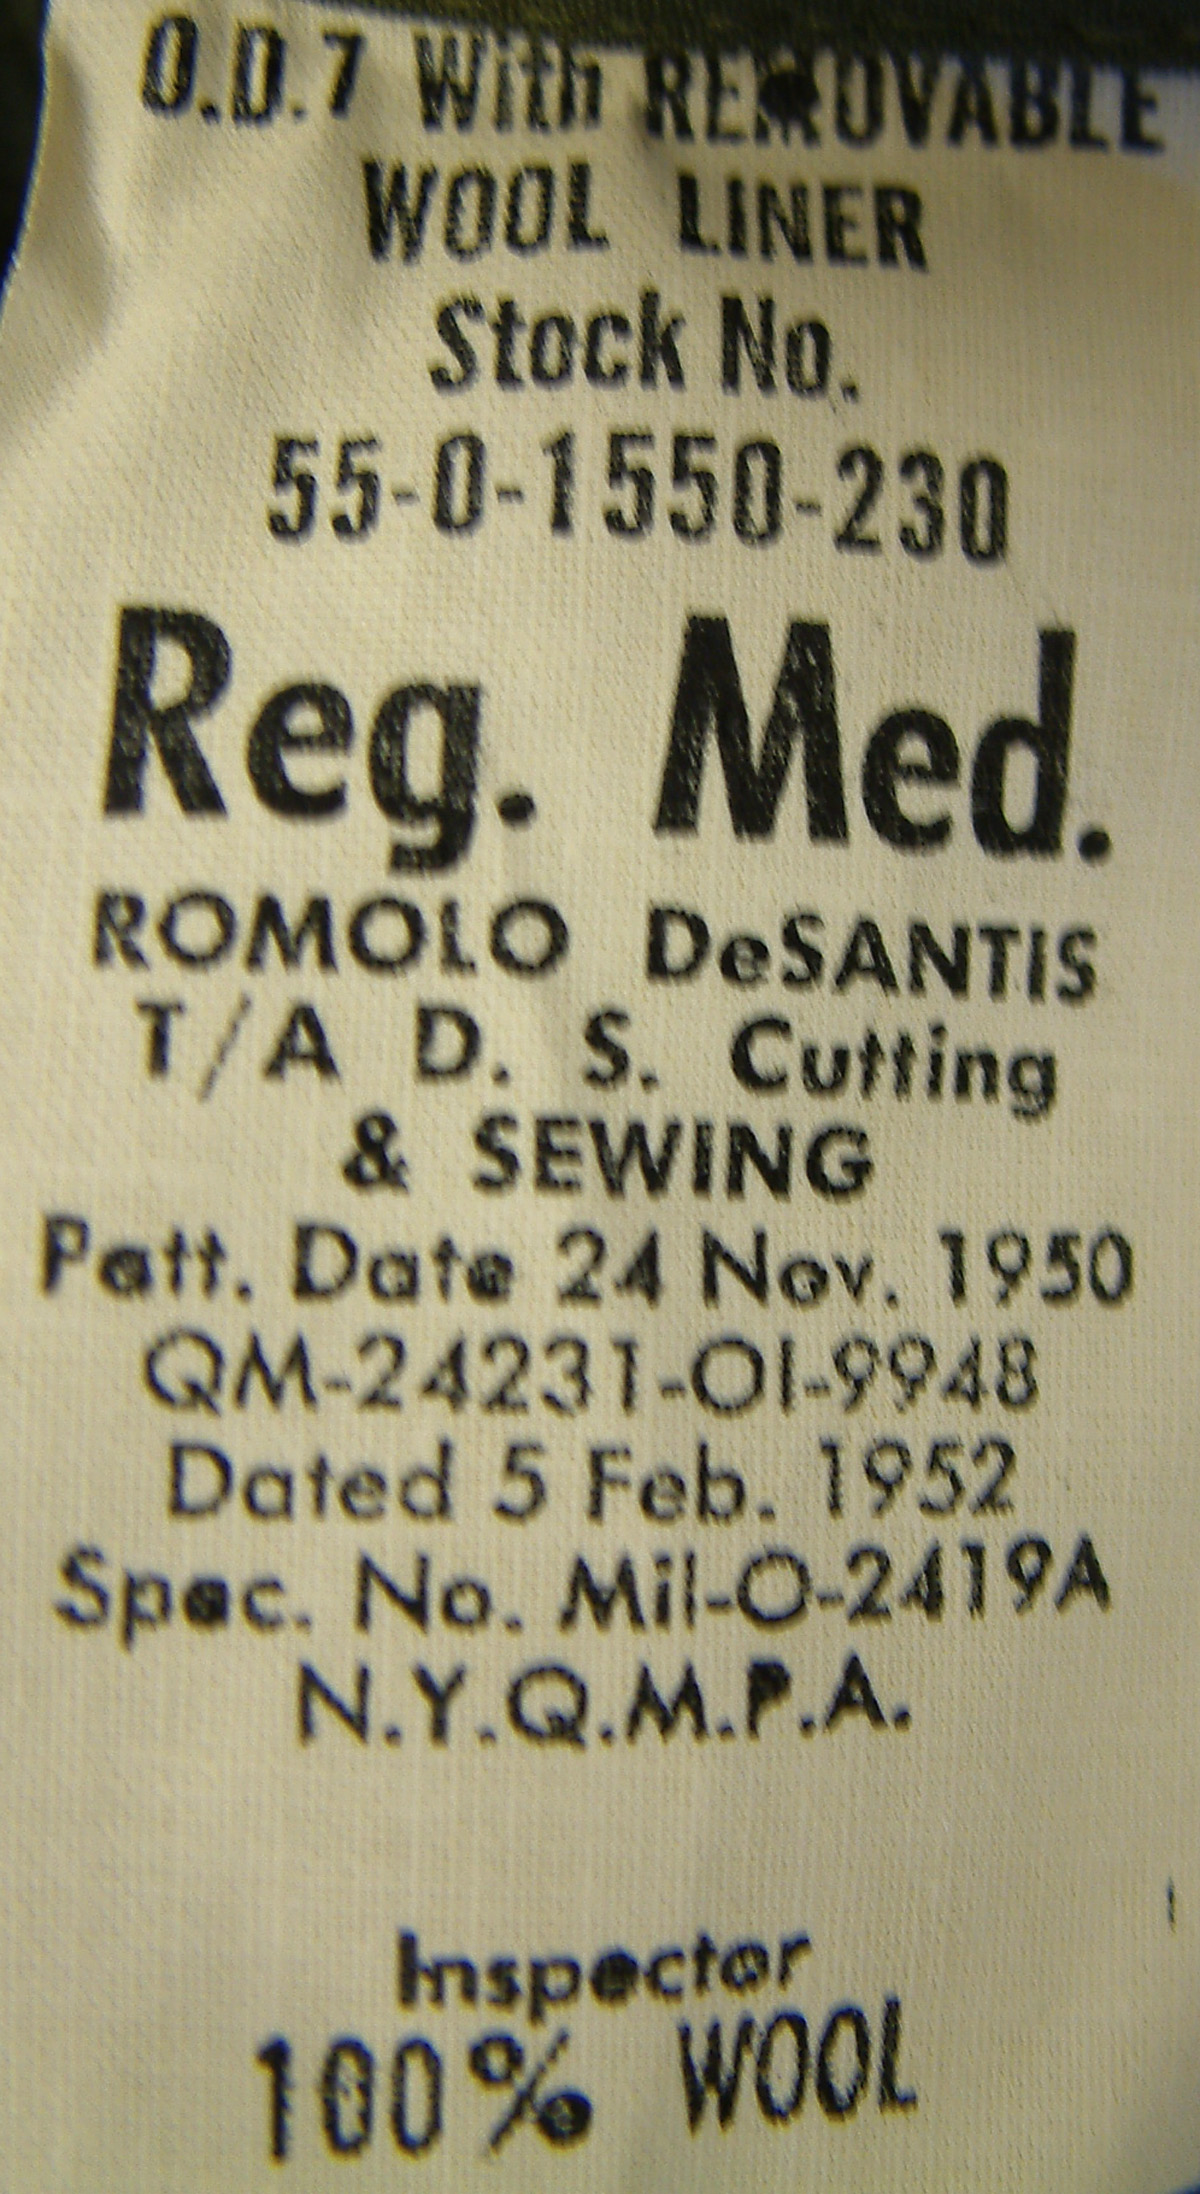 O.D.7 With REMOVABLE
WOOL LINER
Stock No.
55-0-1550-230
Reg. Med.
ROMOLO DeSANTIS
T/A D. S. Cutting
& SEWING
Patt. Date 24 Nov. 1950
QM-24231-OI-9948
Dated 5 Feb. 1952
Spec. No. Mil-O-2419A
N.Y.Q.M.P.A.
Inspector
100% WOOL